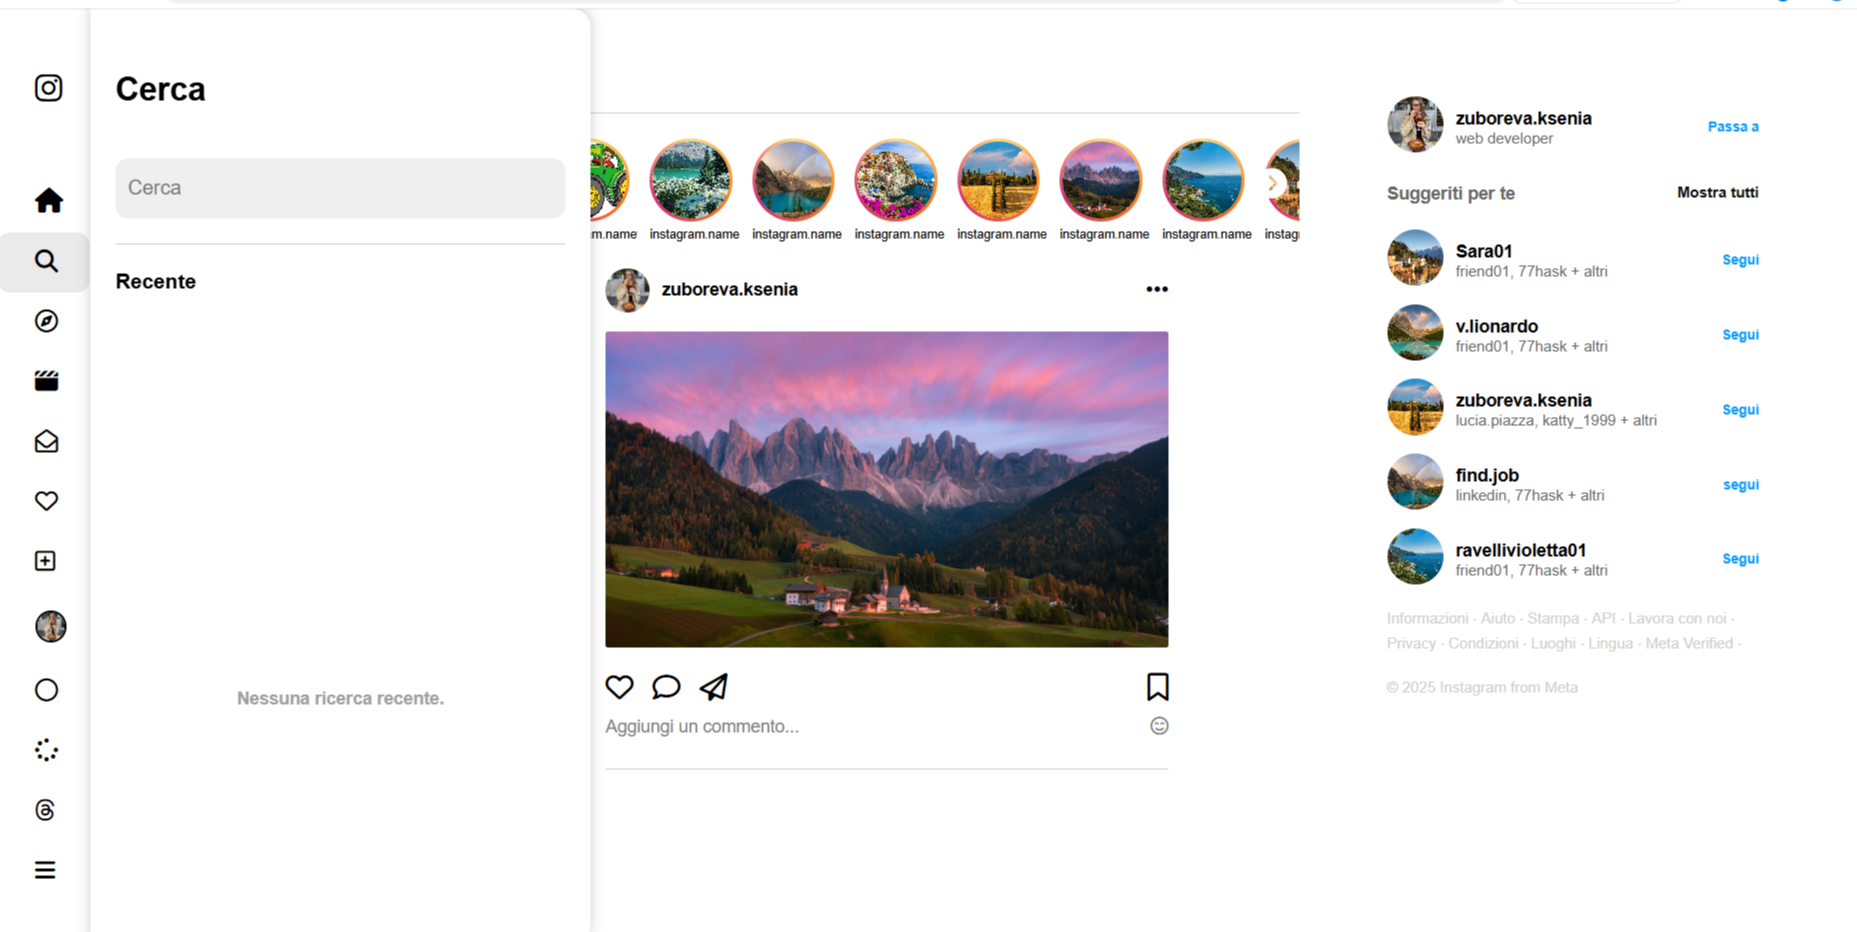 Cerca
Cerca
Recente
Nessuna ricerca recente.
m.name
instagram.name
instagram.name
instagram.name
instagram.name
instagram.name
instagram.name
instag
zuboreva.ksenia
Aggiungi un commento...
zuboreva.ksenia
web developer
Passa a
Suggeriti per te
Mostra tutti
Sara01
friend01, 77hask + altri
Segui
v.lionardo
friend01, 77hask + altri
Segui
zuboreva.ksenia
lucia.piazza, katty_1999 + altri
Segui
find.job
linkedin, 77hask + altri
segui
ravellivioletta01
friend01, 77hask + altri
Segui
Informazioni · Aiuto · Stampa · API · Lavora con noi ·
Privacy · Condizioni · Luoghi · Lingua · Meta Verified ·
© 2025 Instagram from Meta